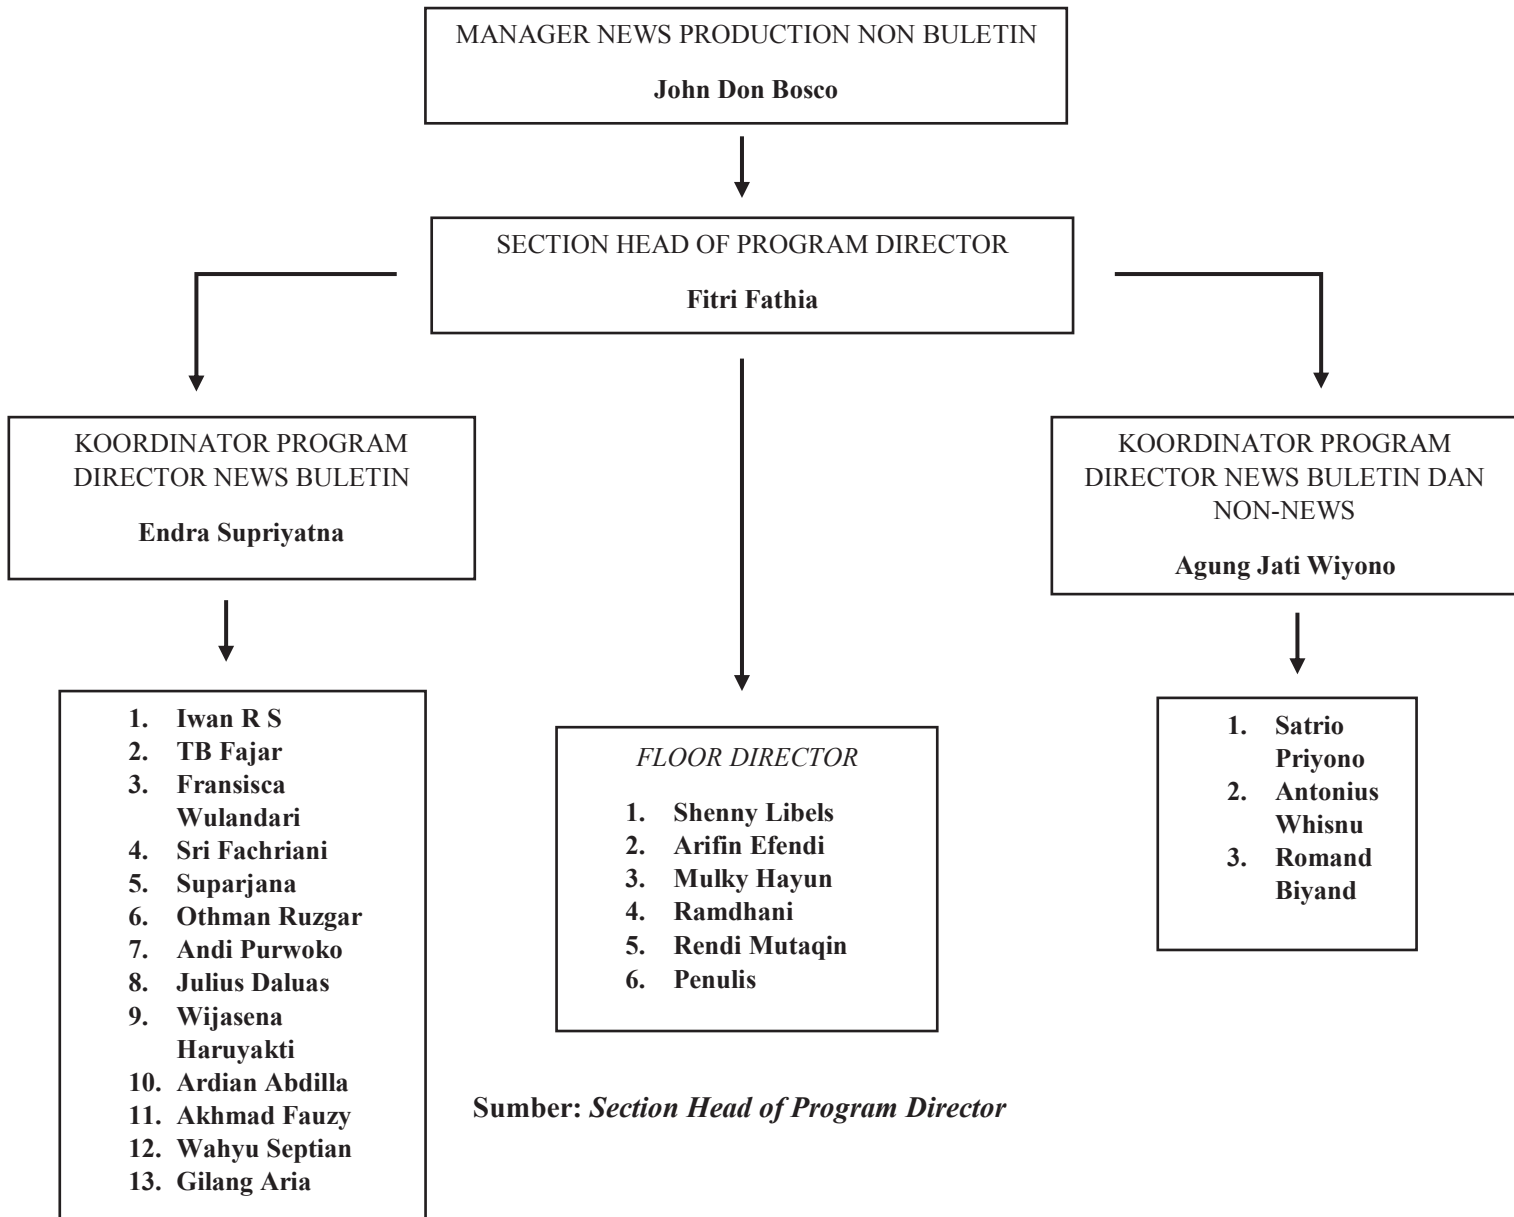 MANAGER NEWS PRODUCTION NON BULETIN
John Don Bosco
SECTION HEAD OF PROGRAM DIRECTOR
Fitri Fathia
KOORDINATOR PROGRAM
DIRECTOR NEWS BULETIN
Endra Supriyatna
KOORDINATOR PROGRAM
DIRECTOR NEWS BULETIN DAN
NON-NEWS
Agung Jati Wiyono
1. Iwan R S
2. TB Fajar
3. Fransisca
Wulandari
4. Sri Fachriani
5. Suparjana
6. Othman Ruzgar
7. Andi Purwoko
8. Julius Daluas
9. Wijasena
Haruyakti
10. Ardian Abdilla
11. Akhmad Fauzy
12. Wahyu Septian
13. Gilang Aria
FLOOR DIRECTOR
1. Shenny Libels
2. Arifin Efendi
3. Mulky Hayun
4. Ramdhani
5. Rendi Mutaqin
6. Penulis
1. Satrio
Priyono
2. Antonius
Whisnu
3. Romand
Biyand
Sumber: Section Head of Program Director